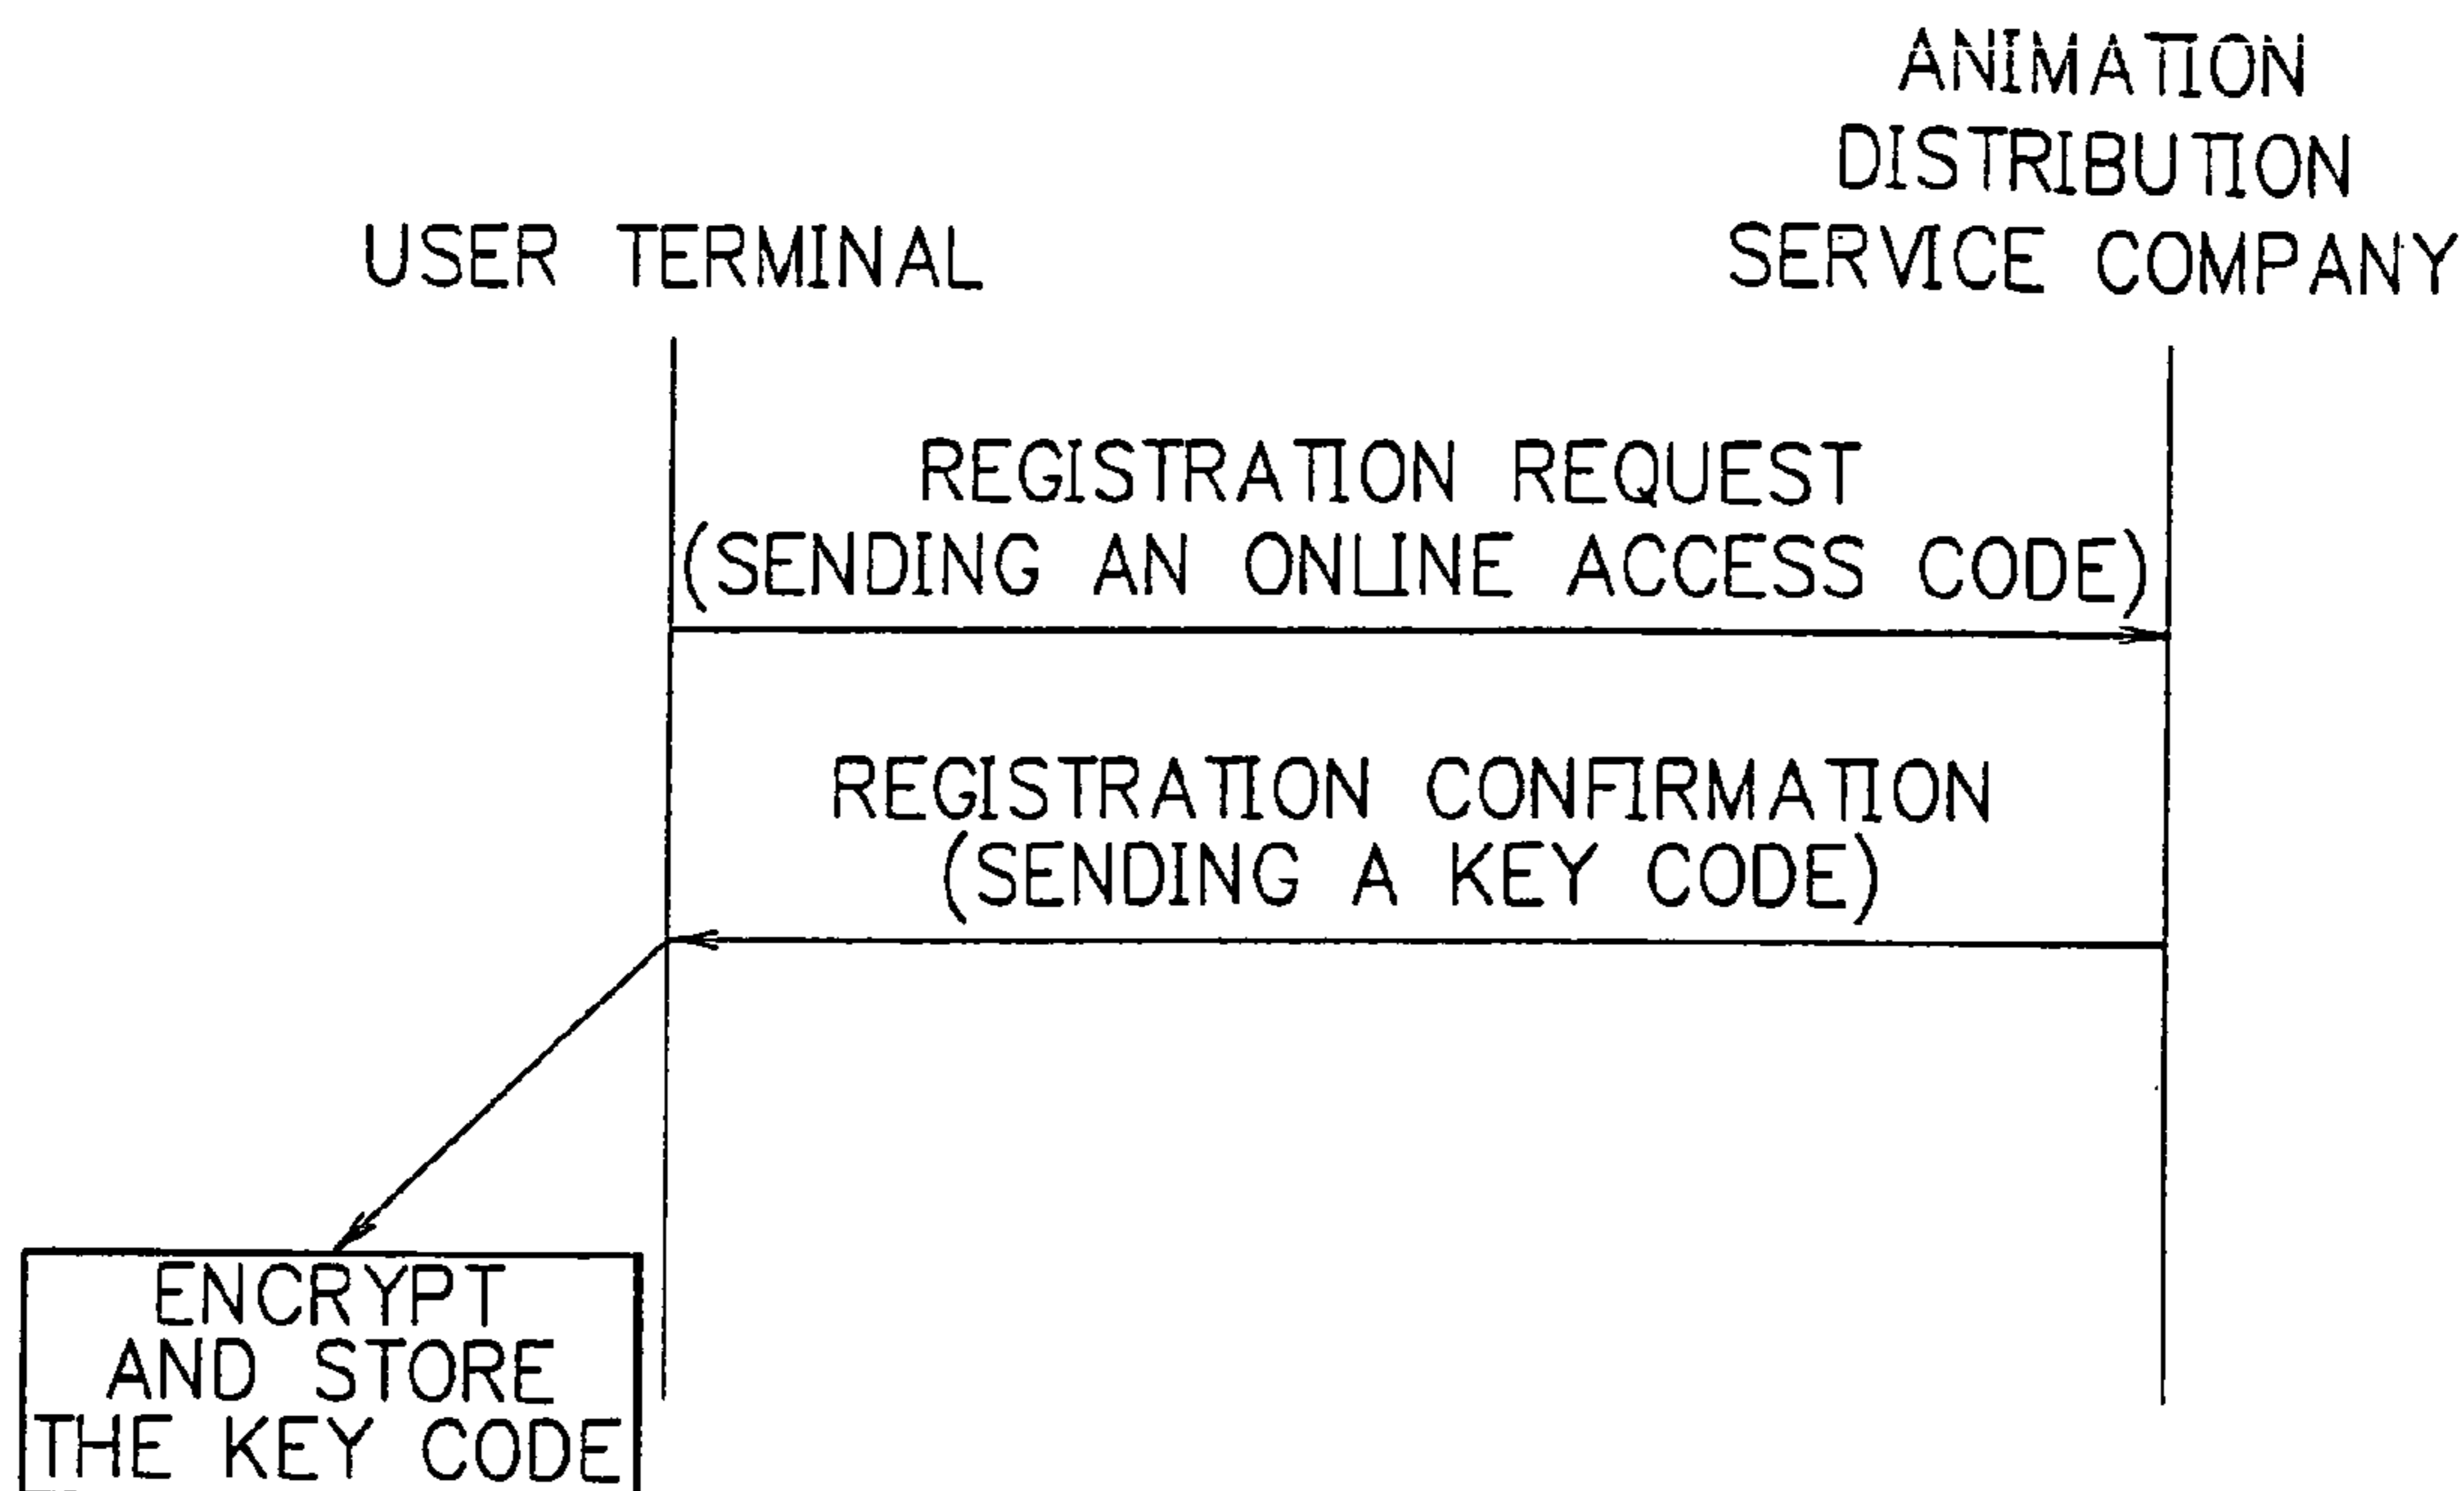 ANIMATION
DISTRIBUTION
SERVICE COMPANY
USER TERMINAL
REGISTRATION REQUEST
(SENDING AN ONLINE ACCESS CODE)
REGISTRATION CONFIRMATION
(SENDING A KEY CODE)
ENCRYPT
AND STORE
THE KEY CODE